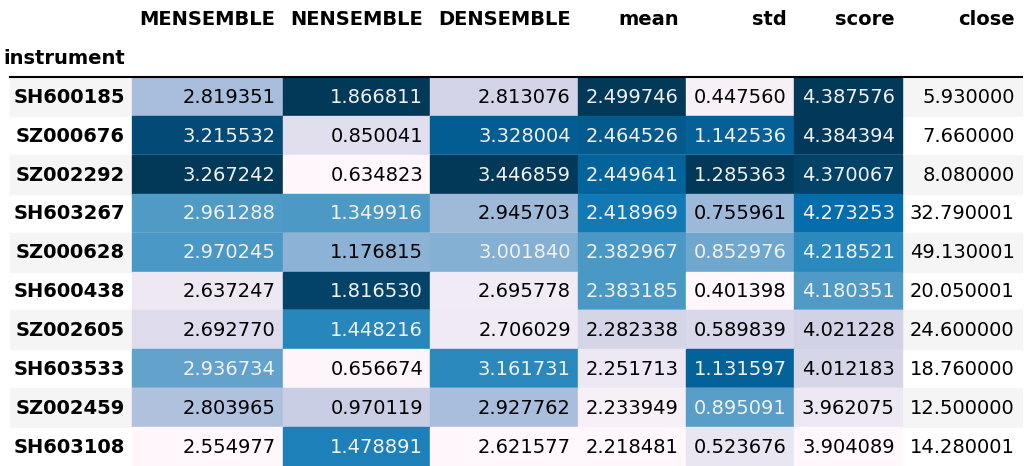 MENSEMBLE NENSEMBLE DENSEMBLE mean std score close
instrument
SH600185 2.819351 1.866811 2.813076 2.499746 0.447560 4.387576 5.930000
SZ000676 3.215532 0.850041 3.328004 2.464526 1.142536 4.384394 7.660000
SZ002292 3.267242 0.634823 3.446859 2.449641 1.285363 4.370067 8.080000
SH603267 2.961288 1.349916 2.945703 2.418969 0.755961 4.273253 32.790001
SZ000628 2.970245 1.176815 3.001840 2.382967 0.852976 4.218521 49.130001
SH600438 2.637247 1.816530 2.695778 2.383185 0.401398 4.180351 20.050001
SZ002605 2.692770 1.448216 2.706029 2.282338 0.589839 4.021228 24.600000
SH603533 2.936734 0.656674 3.161731 2.251713 1.131597 4.012183 18.760000
SZ002459 2.803965 0.970119 2.927762 2.233949 0.895091 3.962075 12.500000
SH603108 2.554977 1.478891 2.621577 2.218481 0.523676 3.904089 14.280001